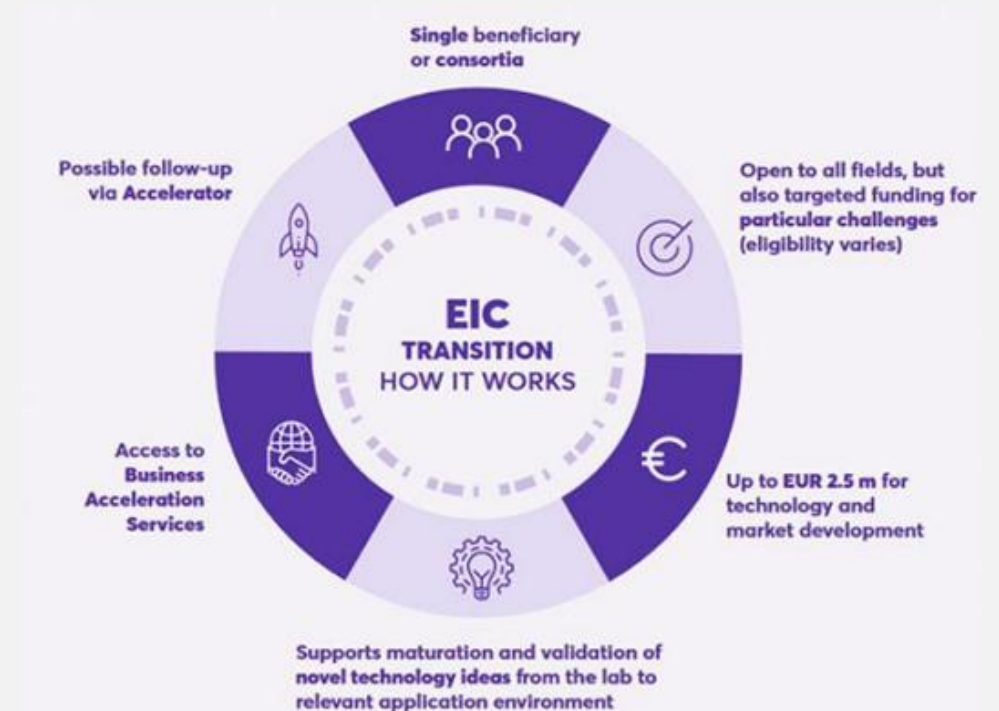 Single beneficiary
or consortia
Open to all fields, but
also targeted funding for
particular challenges
(eligibility varies)
Up to EUR 2.5 m for
technology and
market development
Supports maturation and validation of
novel technology ideas from the lab to
relevant application environment
Access to
Business
Acceleration
Services
Possible follow-up
via Accelerator
EIC
TRANSITION
HOW IT WORKS
€